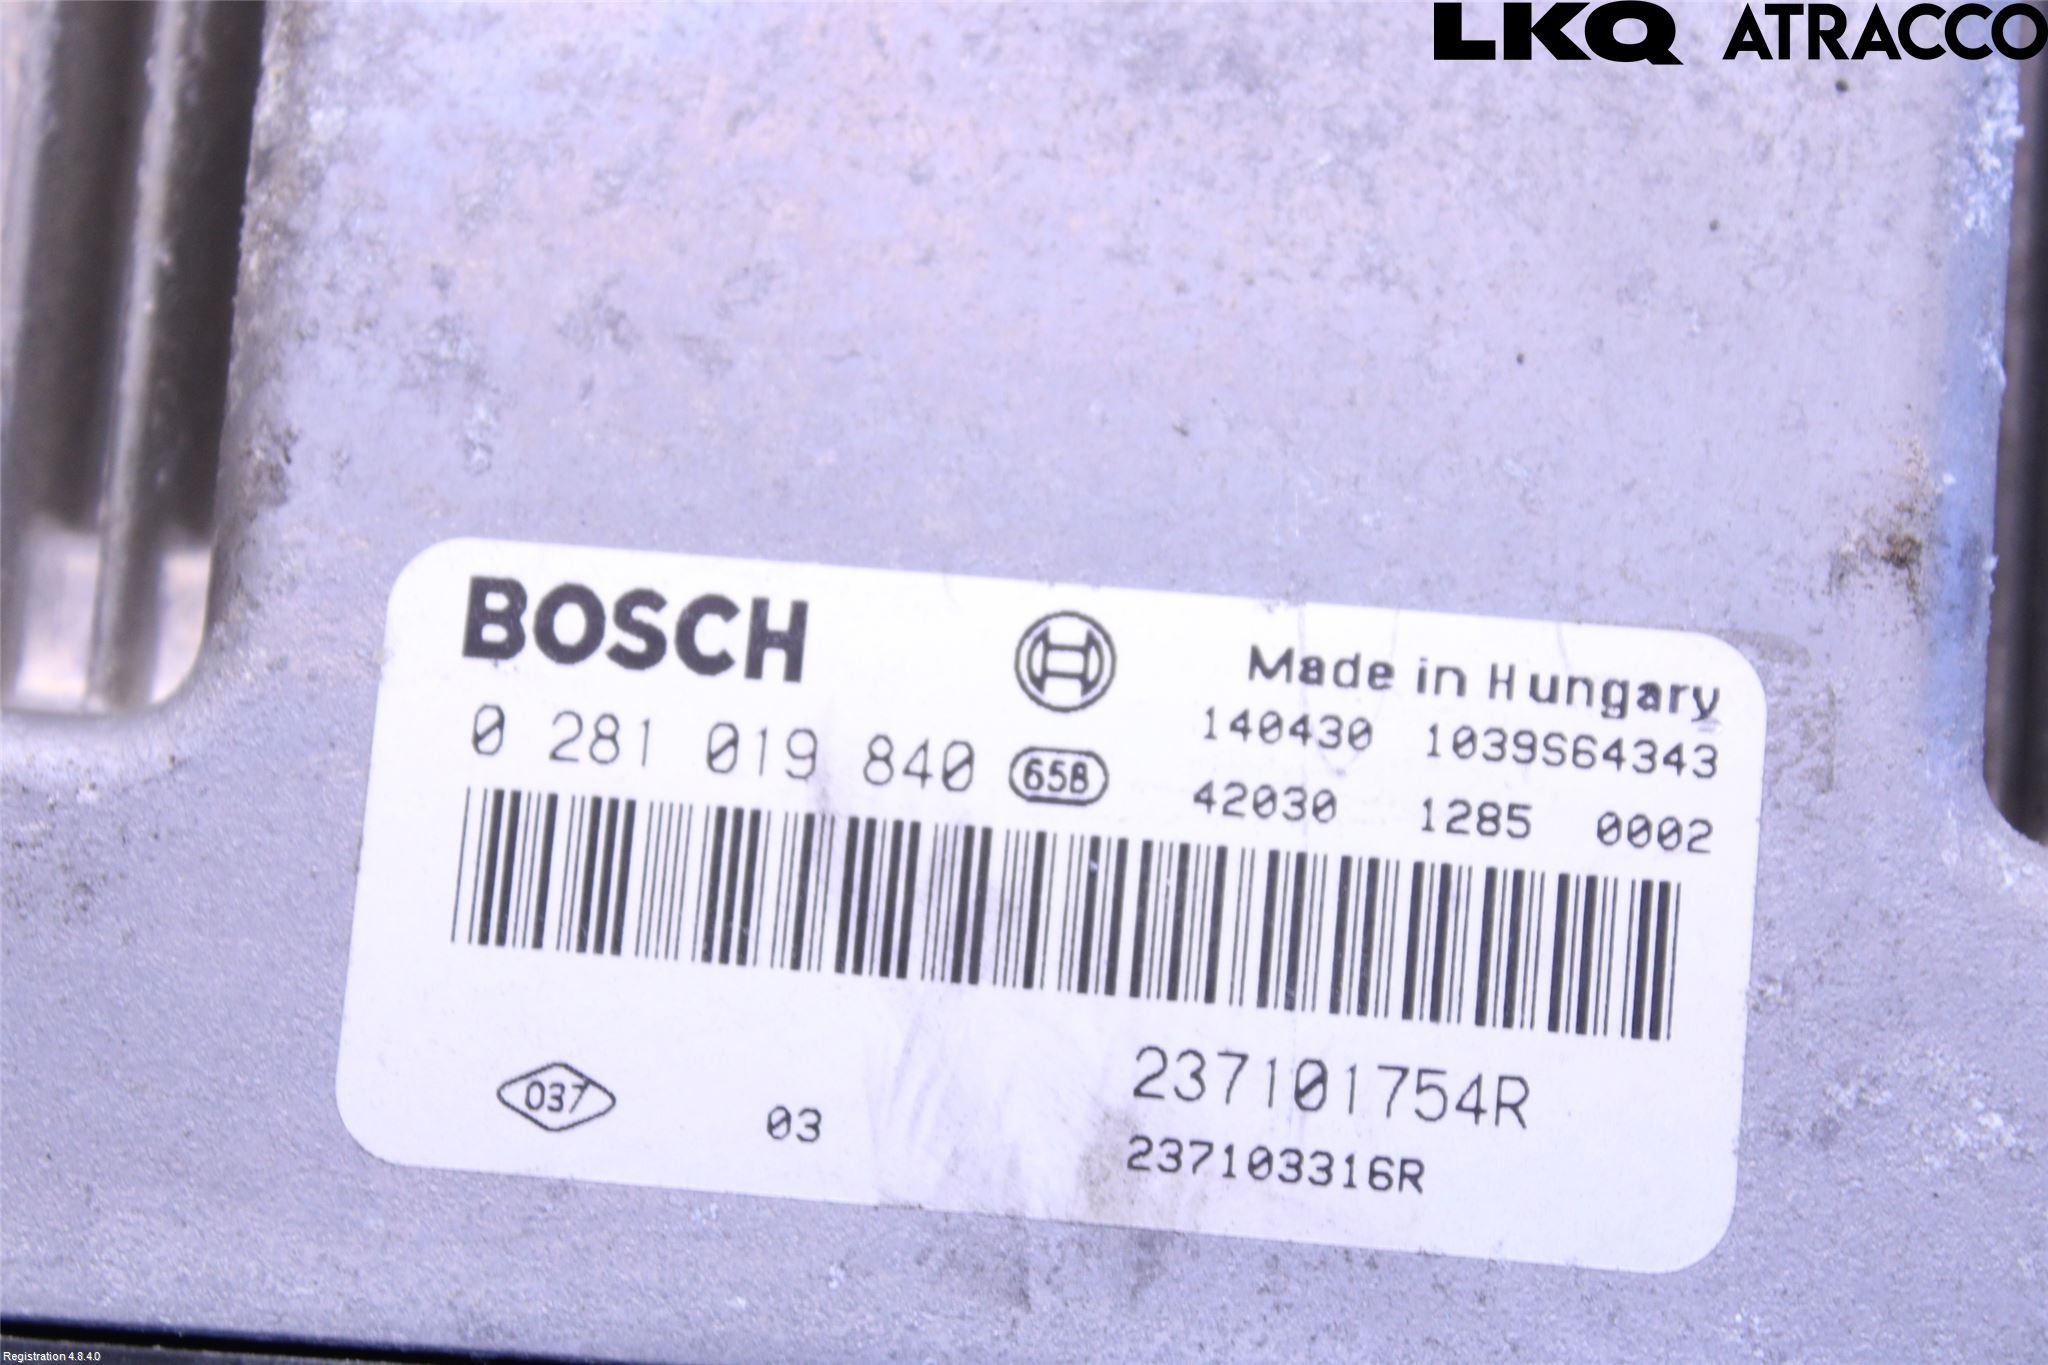 LKQ ATRACCO
BOSCH
Made in Hungary
0 281 019 840
65B
140430 1039S64343
42030 1285 0002
037
03
237101754R
237103316R
Registration 4.8.4.0